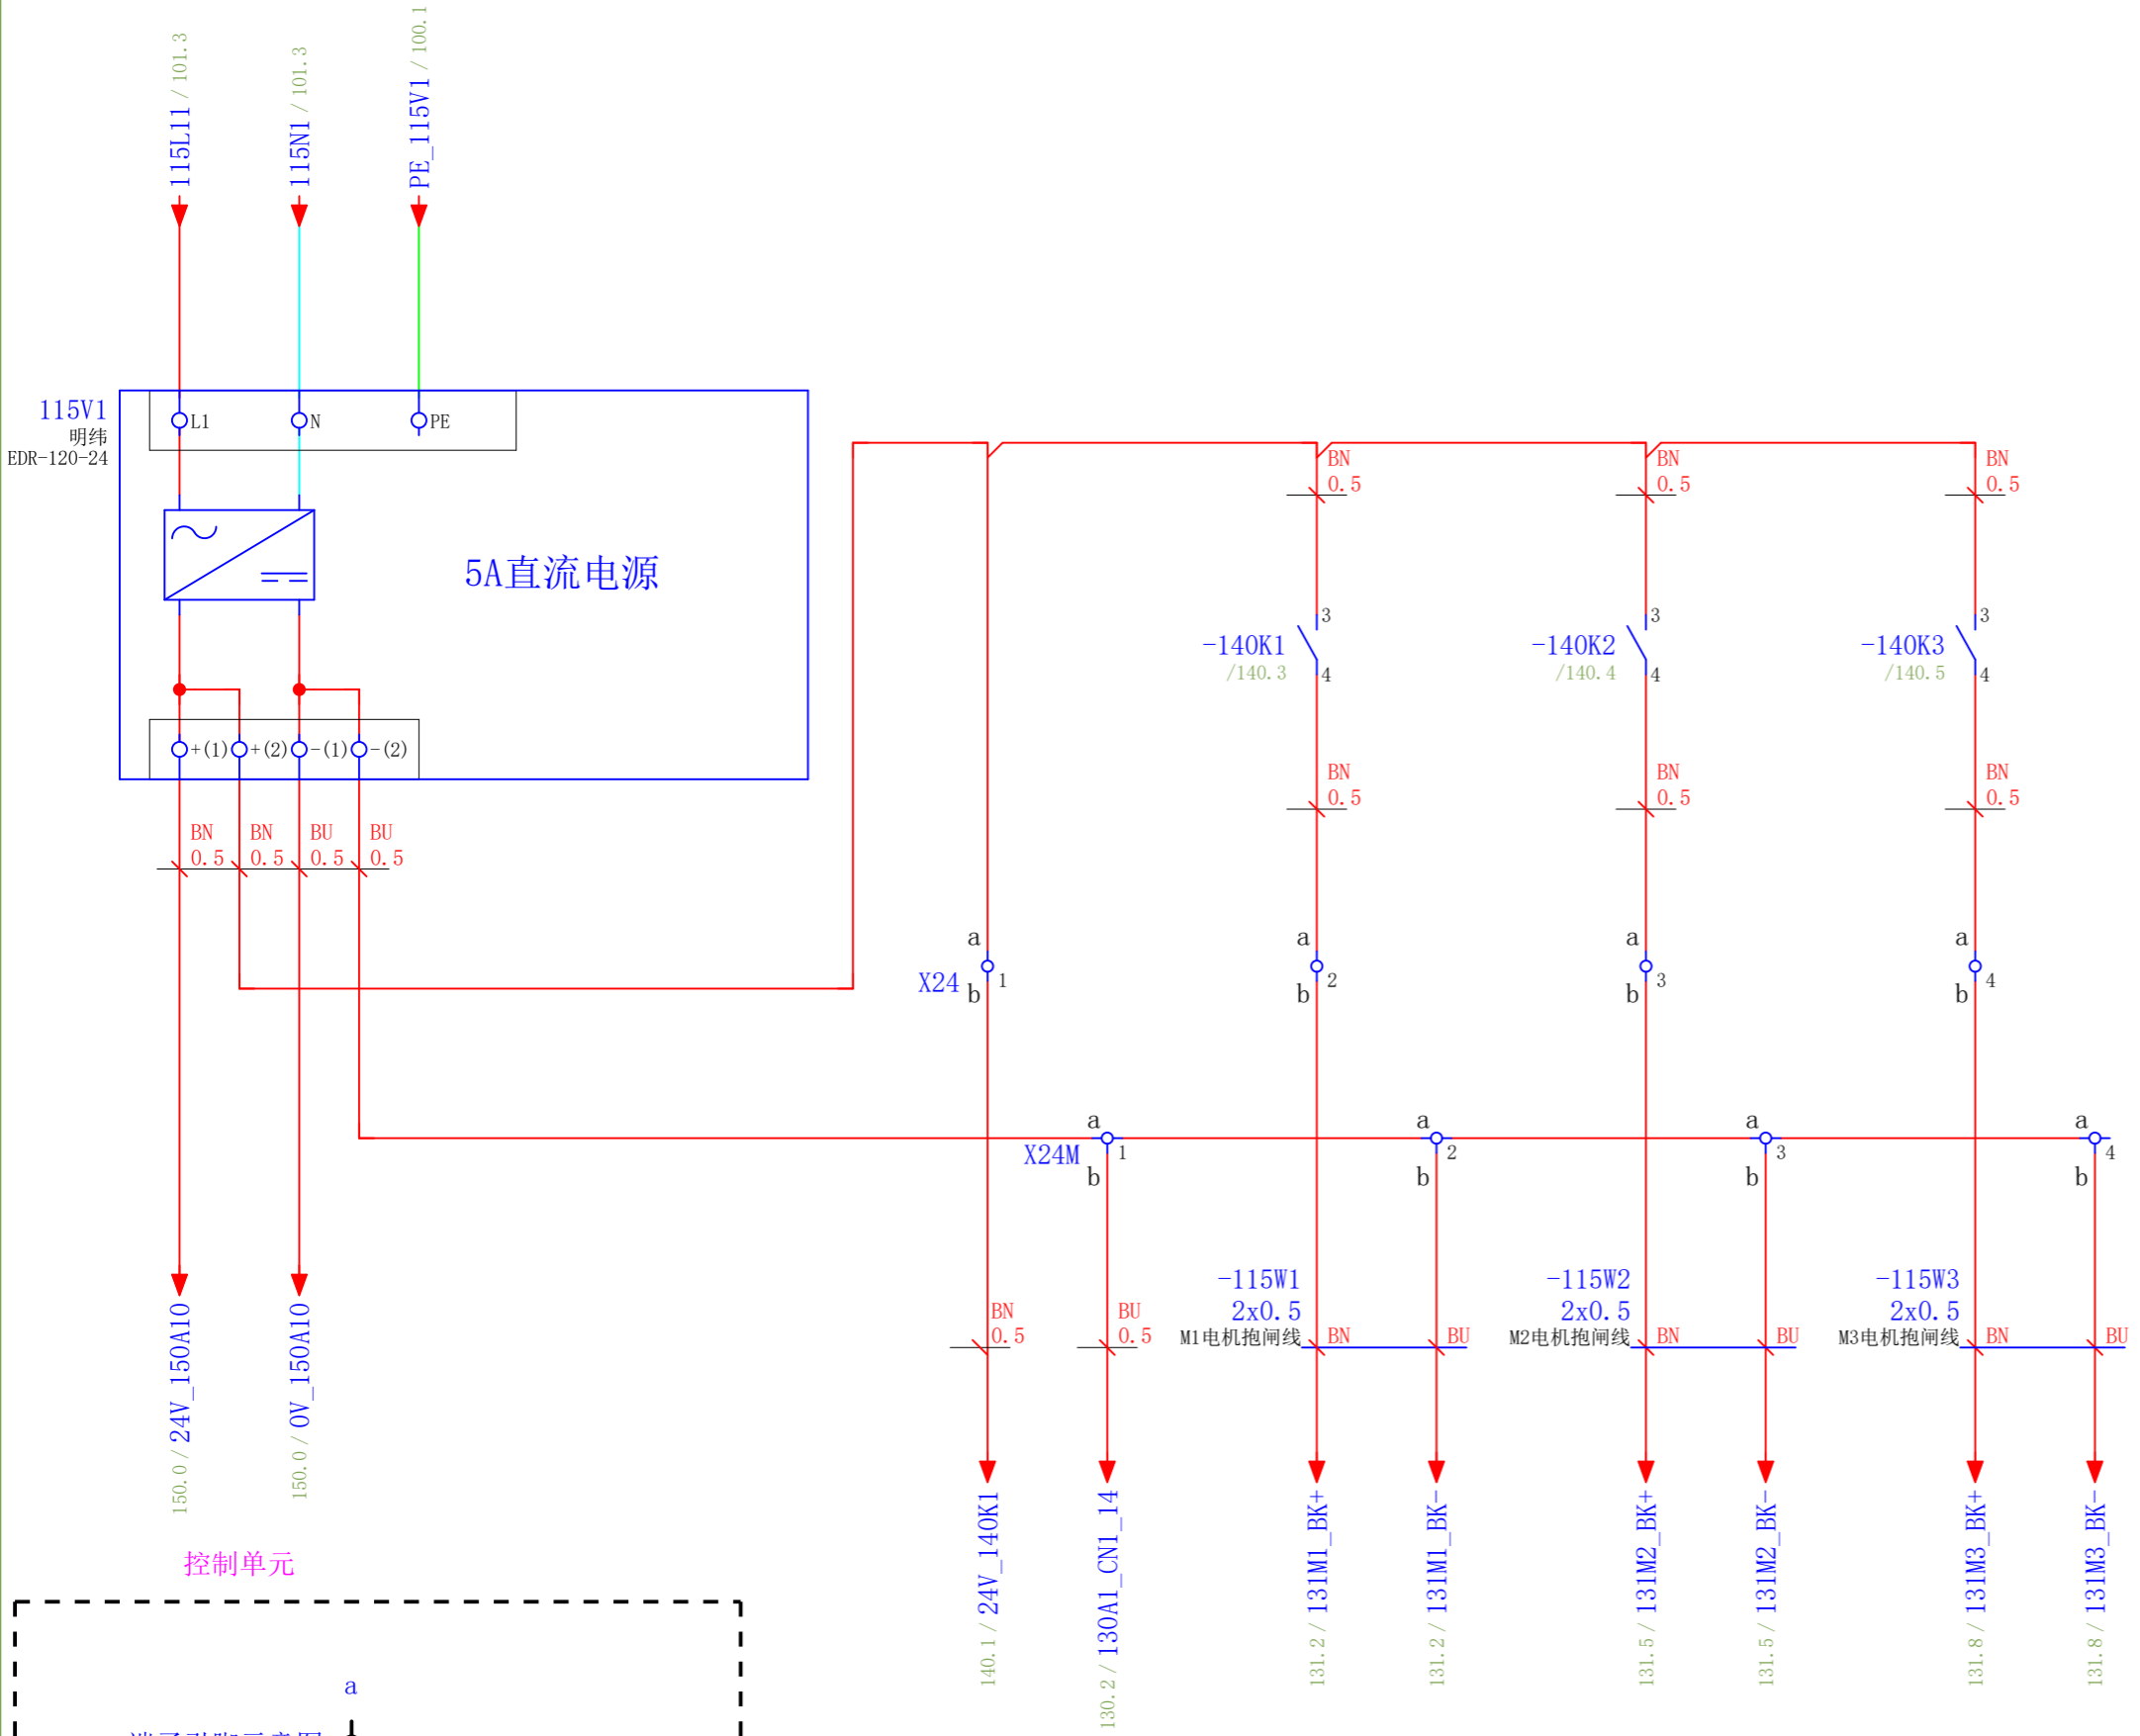 115L11 / 101.3
115N1 / 101.3
PE_115V1 / 100.1
115V1
明纬
EDR-120-24
L1
N
PE
5A直流电源
+(1)
+(2)
-(1)
-(2)
BN
0.5
BN
0.5
BU
0.5
BU
0.5
BN
0.5
BN
0.5
BN
0.5
-140K1
/140.3
3
4
-140K2
/140.4
3
4
-140K3
/140.5
3
4
BN
0.5
BN
0.5
BN
0.5
X24
a
b
1
a
b
2
a
b
3
a
b
4
X24M
a
b
1
a
b
2
a
b
3
a
b
4
BN
0.5
BU
0.5
-115W1
2x0.5
M1电机抱闸线
BN
BU
-115W2
2x0.5
M2电机抱闸线
BN
BU
-115W3
2x0.5
M3电机抱闸线
BN
BU
150.0 / 24V_150A10
150.0 / 0V_150A10
140.1 / 24V_140K1
130.2 / 130A1_CN1_14
131.2 / 131M1_BK+
131.2 / 131M1_BK-
131.5 / 131M2_BK+
131.5 / 131M2_BK-
131.8 / 131M3_BK+
131.8 / 131M3_BK-
控制单元
a